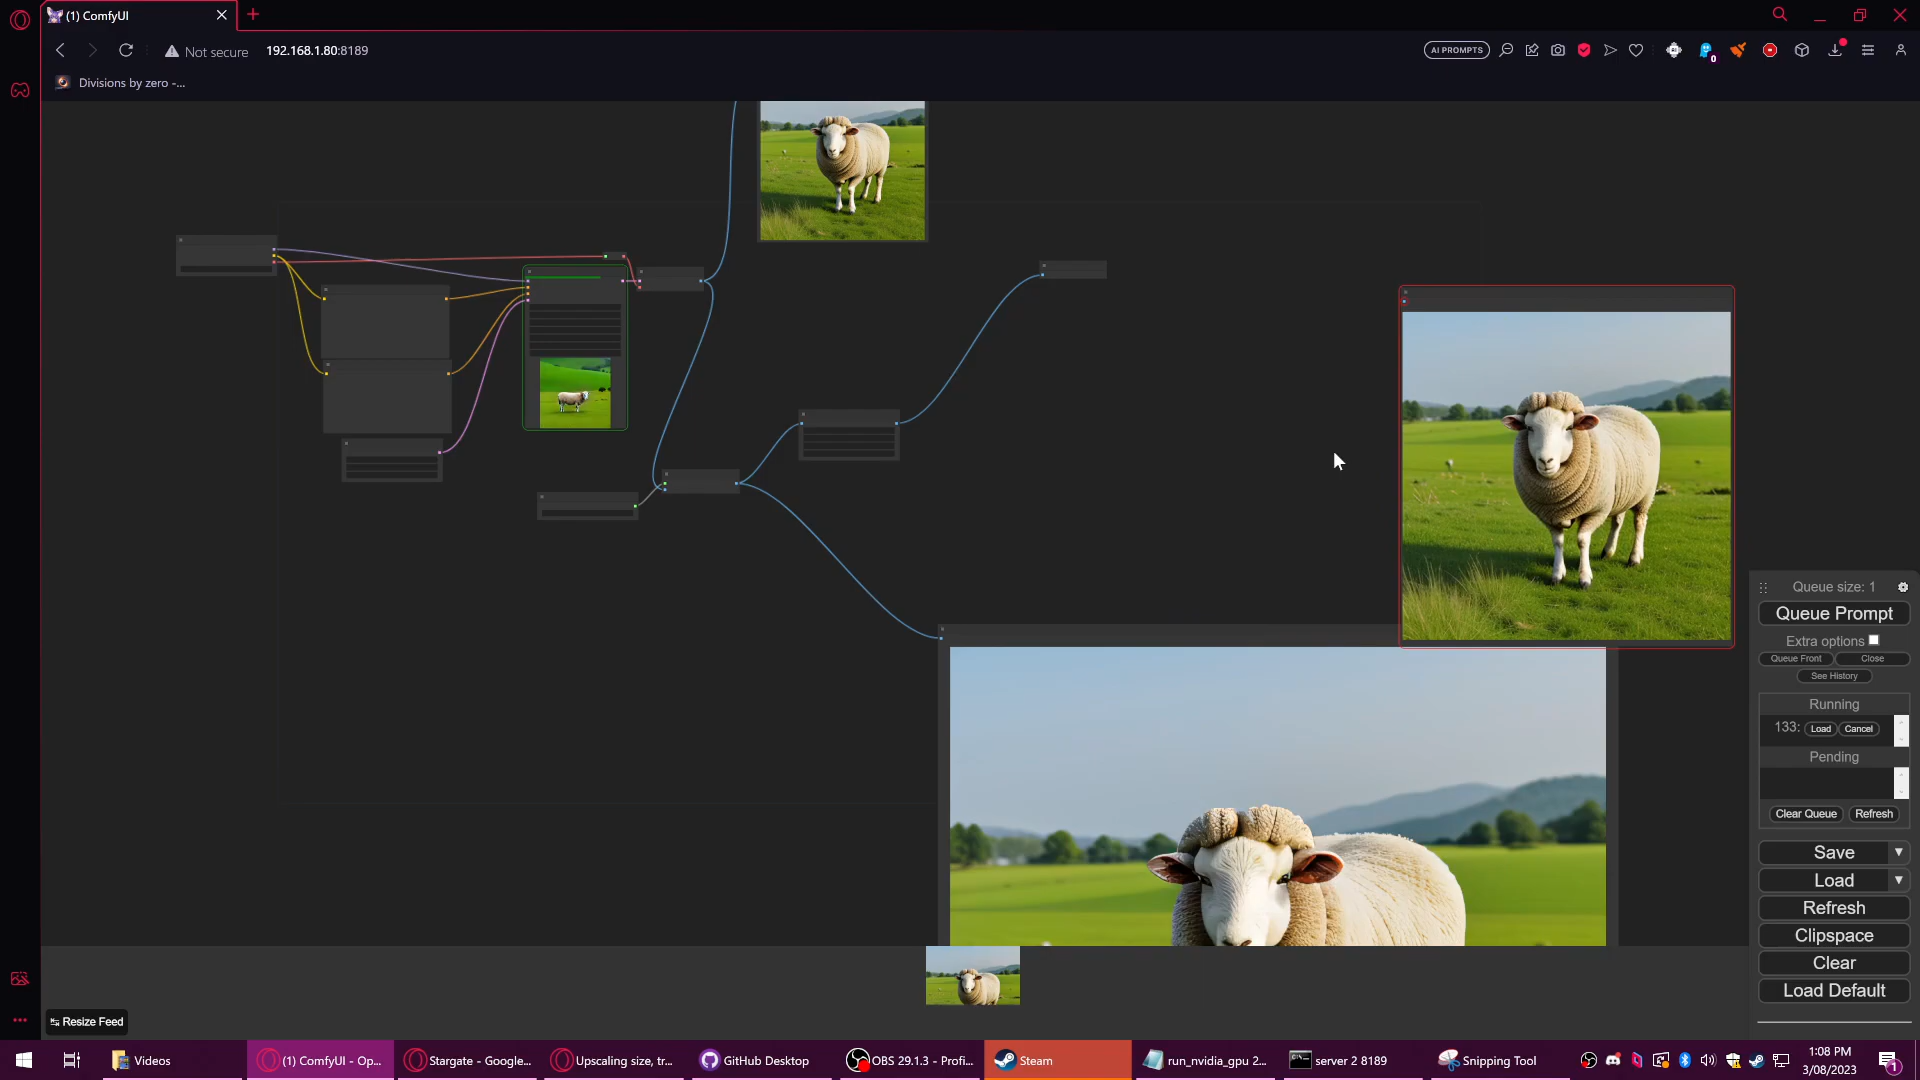 (1) ComfyUI
Not secure 192.168.1.80:8189
AI PROMPTS
0
Divisions by zero -...
Queue size: 1
Queue Prompt
Extra options
Queue Front Close
See History
Running
133: Load Cancel
Pending
Clear Queue Refresh
Save
Load
Refresh
Clipspace
Clear
Load Default
Resize Feed
Videos
(1) ComfyUI - Op...
Stargate - Google...
Upscaling size, tr...
GitHub Desktop
OBS 29.1.3 - Profi...
Steam
run_nvidia_gpu 2...
server 2 8189
Snipping Tool
1:08 PM
3/08/2023
1